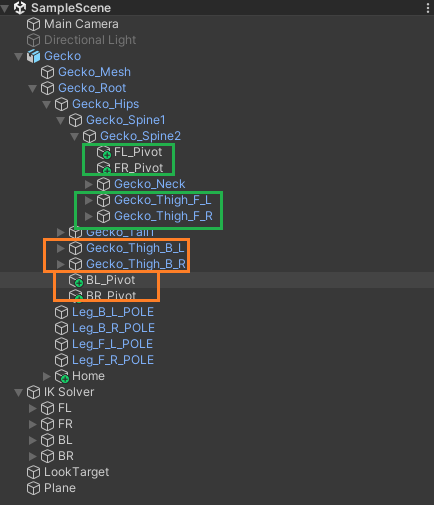 SampleScene
Main Camera
Directional Light
Gecko
Gecko_Mesh
Gecko_Root
Gecko_Hips
Gecko_Spine1
Gecko_Spine2
FL_Pivot
FR_Pivot
Gecko_Neck
Gecko_Thigh_F_L
Gecko_Thigh_F_R
Gecko_Tail1
Gecko_Thigh_B_L
Gecko_Thigh_B_R
BL_Pivot
BR_Pivot
Leg_B_L_POLE
Leg_B_R_POLE
Leg_F_L_POLE
Leg_F_R_POLE
Home
IK Solver
FL
FR
BL
BR
LookTarget
Plane